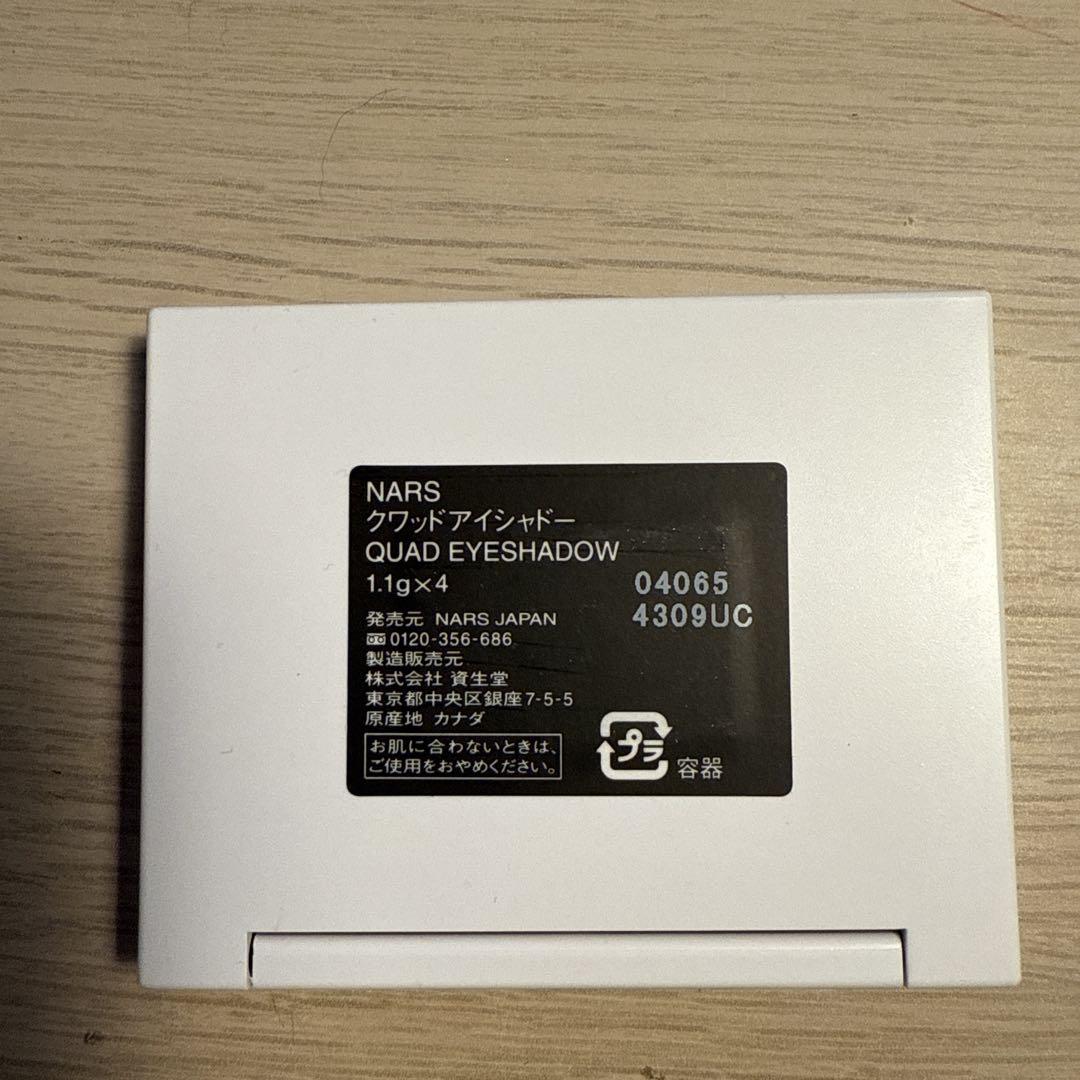 NARS
クワッドアイシャドー
QUAD EYESHADOW
1.1g×4
04065
4309UC
発売元 NARS JAPAN
0120-356-686
製造販売元
株式会社 資生堂
東京都中央区銀座7-5-5
原産地 カナダ
お肌に合わないときは、
ご使用をおやめください。
プラ
容器